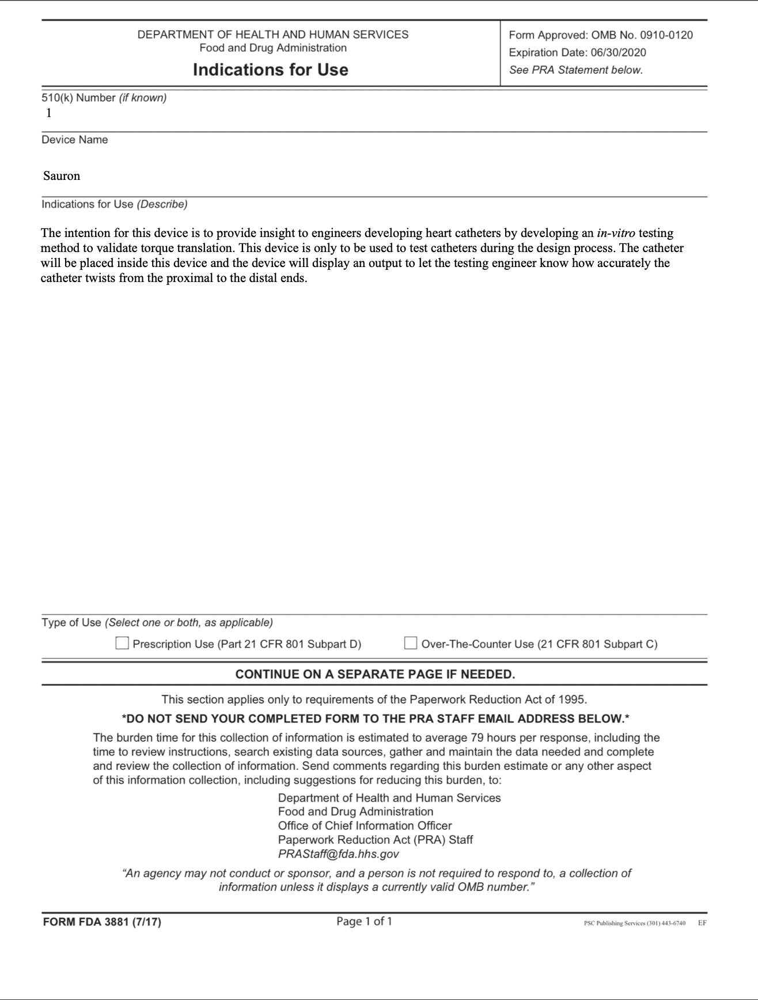 DEPARTMENT OF HEALTH AND HUMAN SERVICES
Food and Drug Administration
Indications for Use
Form Approved: OMB No. 0910-0120
Expiration Date: 06/30/2020
See PRA Statement below.
510(k) Number (if known)
1
Device Name
Sauron
Indications for Use (Describe)
The intention for this device is to provide insight to engineers developing heart catheters by developing an in-vitro testing
method to validate torque translation. This device is only to be used to test catheters during the design process. The catheter
will be placed inside this device and the device will display an output to let the testing engineer know how accurately the
catheter twists from the proximal to the distal ends.
Type of Use (Select one or both, as applicable)
Prescription Use (Part 21 CFR 801 Subpart D) Over-The-Counter Use (21 CFR 801 Subpart C)
CONTINUE ON A SEPARATE PAGE IF NEEDED.
This section applies only to requirements of the Paperwork Reduction Act of 1995.
*DO NOT SEND YOUR COMPLETED FORM TO THE PRA STAFF EMAIL ADDRESS BELOW.*
The burden time for this collection of information is estimated to average 79 hours per response, including the
time to review instructions, search existing data sources, gather and maintain the data needed and complete
and review the collection of information. Send comments regarding this burden estimate or any other aspect
of this information collection, including suggestions for reducing this burden, to:
Department of Health and Human Services
Food and Drug Administration
Office of Chief Information Officer
Paperwork Reduction Act (PRA) Staff
PRAStaff@fda.hhs.gov
“An agency may not conduct or sponsor, and a person is not required to respond to, a collection of
information unless it displays a currently valid OMB number.”
FORM FDA 3881 (7/17) Page 1 of 1 PSC Publishing Services (301) 443-6740 EF